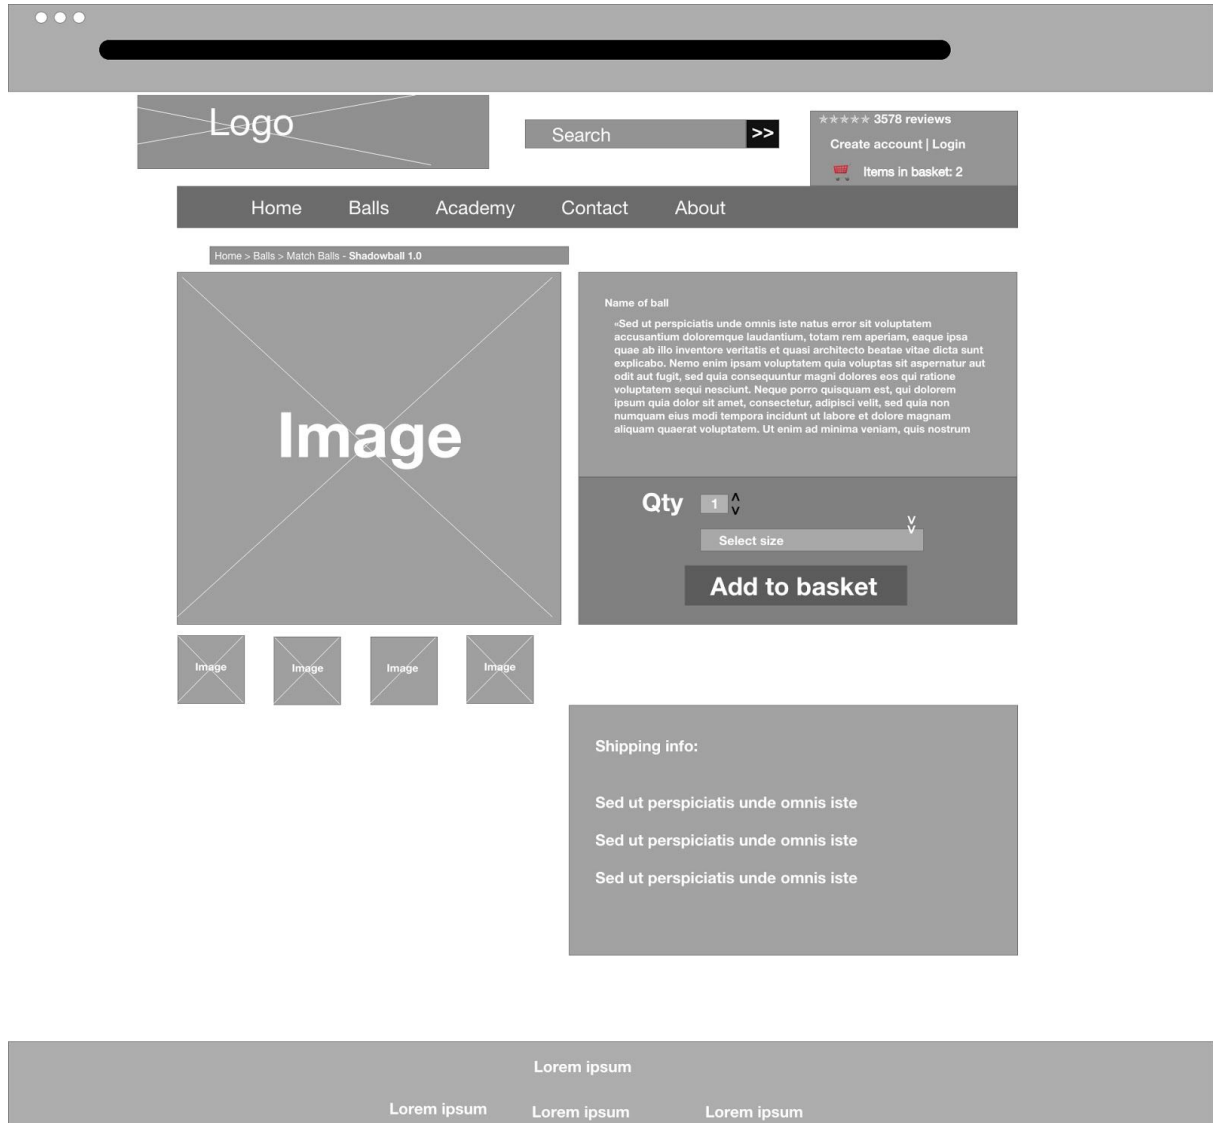 Logo
Search >>
★★★★★ 3578 reviews
Create account | Login
Items in basket: 2
Home Balls Academy Contact About
Home > Balls > Match Balls - Shadowball 1.0
Image
Name of ball
«Sed ut perspiciatis unde omnis iste natus error sit voluptatem
accusantium doloremque laudantium, totam rem aperiam, eaque ipsa
quae ab illo inventore veritatis et quasi architecto beatae vitae dicta sunt
explicabo. Nemo enim ipsam voluptatem quia voluptas sit aspernatur aut
odit aut fugit, sed quia consequuntur magni dolores eos qui ratione
voluptatem sequi nesciunt. Neque porro quisquam est, qui dolorem
ipsum quia dolor sit amet, consectetur, adipisci velit, sed quia non
numquam eius modi tempora incidunt ut labore et dolore magnam
aliquam quaerat voluptatem. Ut enim ad minima veniam, quis nostrum
Qty 1
Select size
Add to basket
Image Image Image Image
Shipping info:
Sed ut perspiciatis unde omnis iste
Sed ut perspiciatis unde omnis iste
Sed ut perspiciatis unde omnis iste
Lorem ipsum
Lorem ipsum Lorem ipsum Lorem ipsum